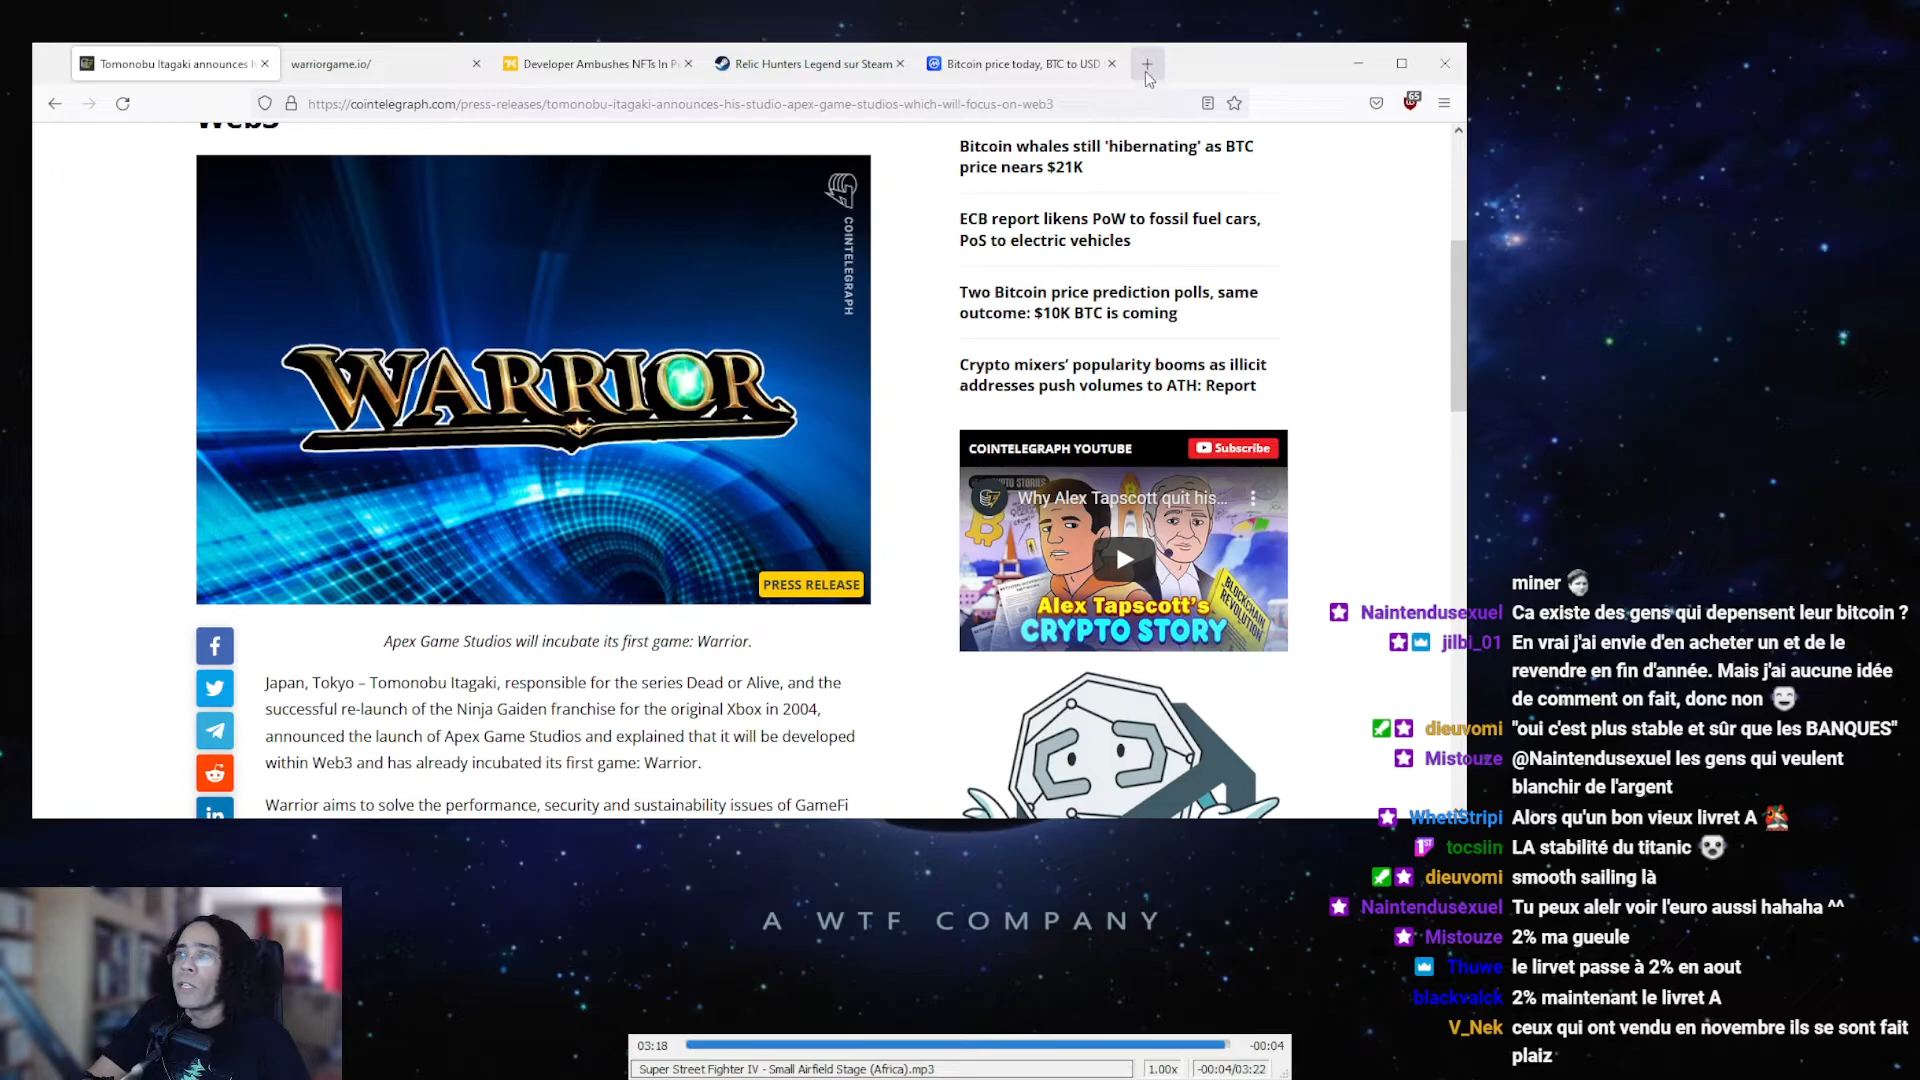 Tomonobu Itagaki announces h
warriorgame.io/
Developer Ambushes NFTs In P
Relic Hunters Legend sur Steam
Bitcoin price today, BTC to USD
https://cointelegraph.com/press-releases/tomonobu-itagaki-announces-his-studio-apex-game-studios-which-will-focus-on-web3
65
Web3
COINTELEGRAPH
WARRIOR
PRESS RELEASE
Apex Game Studios will incubate its first game: Warrior.
Japan, Tokyo – Tomonobu Itagaki, responsible for the series Dead or Alive, and the
successful re-launch of the Ninja Gaiden franchise for the original Xbox in 2004,
announced the launch of Apex Game Studios and explained that it will be developed
within Web3 and has already incubated its first game: Warrior.
Warrior aims to solve the performance, security and sustainability issues of GameFi
Bitcoin whales still 'hibernating' as BTC
price nears $21K
ECB report likens PoW to fossil fuel cars,
PoS to electric vehicles
Two Bitcoin price prediction polls, same
outcome: $10K BTC is coming
Crypto mixers’ popularity booms as illicit
addresses push volumes to ATH: Report
COINTELEGRAPH YOUTUBE
Subscribe
CRYPTO STORIES
Why Alex Tapscott quit his...
BLOCKCHAIN
REVOLUTION
Alex Tapscott's
CRYPTO STORY
miner
Naintendusexuel Ca existe des gens qui depensent leur bitcoin ?
jilbi_01 En vrai j'ai envie d'en acheter un et de le
revendre en fin d'année. Mais j'ai aucune idée
de comment on fait, donc non
dieuvomi "oui c'est plus stable et sûr que les BANQUES"
Mistouze @Naintendusexuel les gens qui veulent
blanchir de l'argent
WhetiStripi Alors qu'un bon vieux livret A
1ST tocsiin LA stabilité du titanic
dieuvomi smooth sailing là
Naintendusexuel Tu peux alelr voir l'euro aussi hahaha ^^
Mistouze 2% ma gueule
Thuwe le lirvet passe à 2% en aout
blackvalck 2% maintenant le livret A
V_Nek ceux qui ont vendu en novembre ils se sont fait
plaiz
A WTF COMPANY
03:18
-00:04
Super Street Fighter IV - Small Airfield Stage (Africa).mp3
1.00x
-00:04/03:22